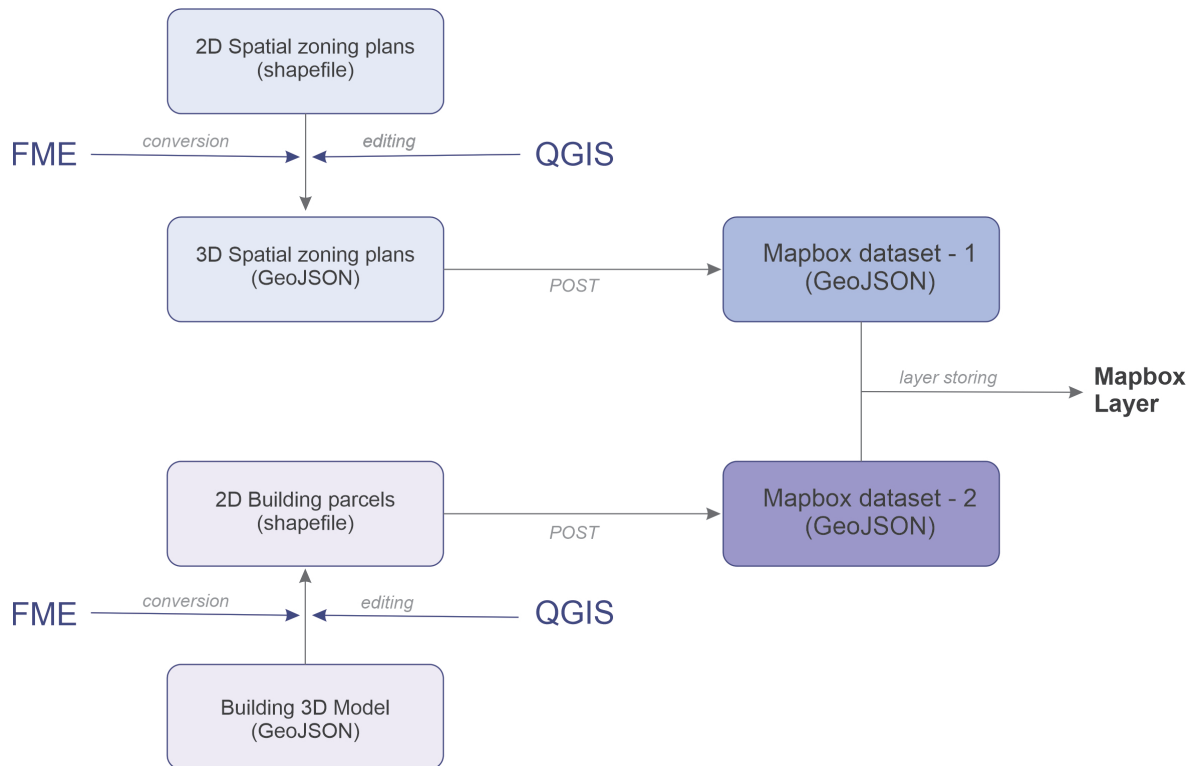 2D Spatial zoning plans
(shapefile)
FME
conversion
editing
QGIS
3D Spatial zoning plans
(GeoJSON)
POST
Mapbox dataset - 1
(GeoJSON)
layer storing
Mapbox
Layer
2D Building parcels
(shapefile)
POST
Mapbox dataset - 2
(GeoJSON)
FME
conversion
editing
QGIS
Building 3D Model
(GeoJSON)